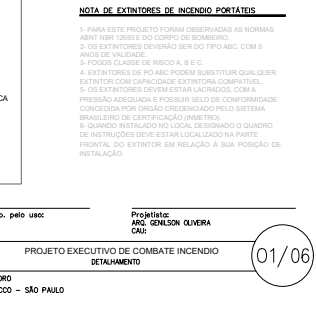 NOTA DE EXTINTORES DE INCENDIO PORTÁTEIS
1- PARA ESTE PROJETO FORAM OBSERVADAS AS NORMAS
ABNT NBR 12693 E DO CORPO DE BOMBEIRO.
2- OS EXTINTORES DEVERÃO SER DO TIPO ABC, COM 5
ANOS DE VALIDADE.
3- FOGOS CLASSE DE RISCO A, B E C.
4- EXTINTORES DE PÓ ABC PODEM SUBSTITUIR QUALQUER
EXTINTOR COM CAPACIDADE EXTINTORA COMPATÍVEL.
5- OS EXTINTORES DEVEM ESTAR LACRADOS, COM A
PRESSÃO ADEQUADA E POSSUIR SELO DE CONFORMIDADE
CONCEDIDA POR ORGÃO CREDENCIADO PELO SISTEMA
BRASILEIRO DE CERTIFICAÇÃO (INMETRO).
6- QUANDO INSTALADO NO LOCAL DESIGNADO O QUADRO
DE INSTRUÇÕES DEVE ESTAR LOCALIZADO NA PARTE
FRONTAL DO EXTINTOR EM RELAÇÃO À SUA POSIÇÃO DE
INSTALAÇÃO.
CA
o. pelo uso:
Projetista:
ARQ. GENILSON OLIVEIRA
CAU:
PROJETO EXECUTIVO DE COMBATE INCENDIO
DETALHAMENTO
01/06
DRO
CCO – SÃO PAULO